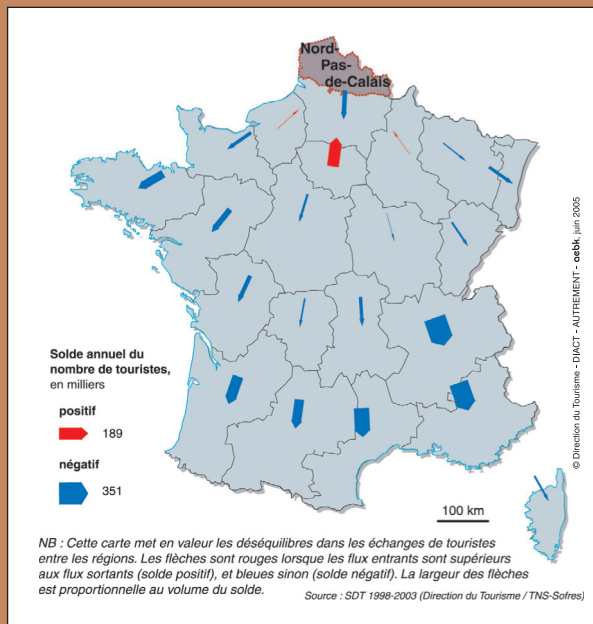 Nord-
Pas-
de-Calais
Solde annuel du
nombre de touristes,
en milliers
positif
189
négatif
351
100 km
© Direction du Tourisme - DIACT - AUTREMENT - aebk, juin 2005
NB : Cette carte met en valeur les déséquilibres dans les échanges de touristes
entre les régions. Les flèches sont rouges lorsque les flux entrants sont supérieurs
aux flux sortants (solde positif), et bleues sinon (solde négatif). La largeur des flèches
est proportionnelle au volume du solde.
Source : SDT 1998-2003 (Direction du Tourisme / TNS-Sofres)